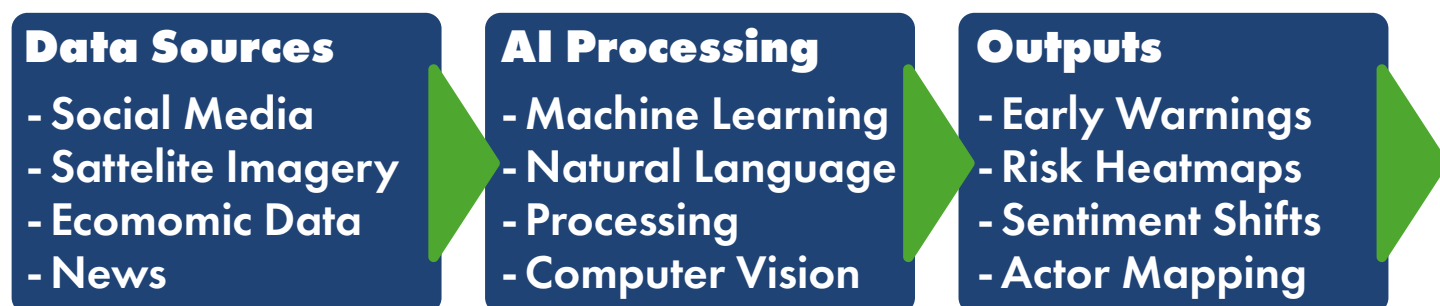 Data Sources
- Social Media
- Sattelite Imagery
- Ecomomic Data
- News
AI Processing
- Machine Learning
- Natural Language
- Processing
- Computer Vision
Outputs
- Early Warnings
- Risk Heatmaps
- Sentiment Shifts
- Actor Mapping